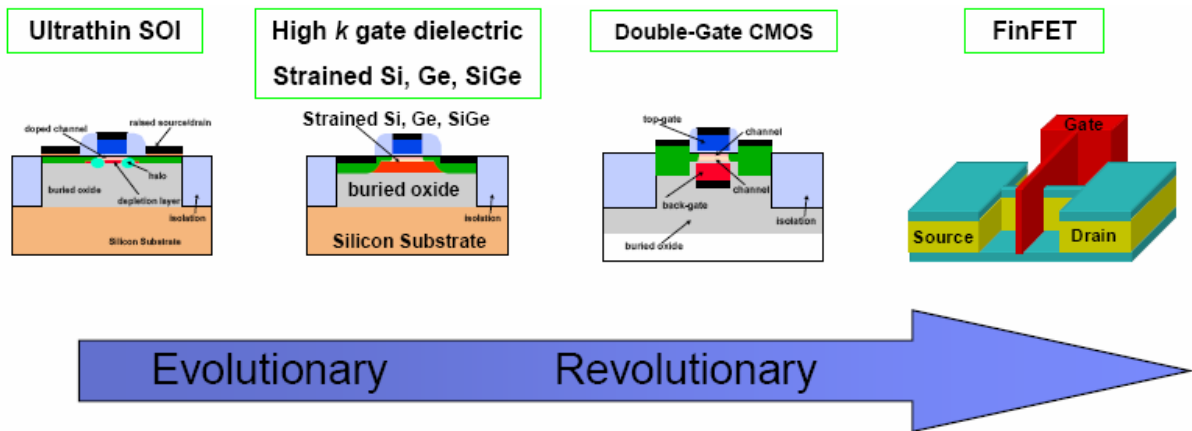 Ultrathin SOI
High k gate dielectric
Strained Si, Ge, SiGe
Double-Gate CMOS
FinFET
doped channel
raised source/drain
halo
buried oxide
depletion layer
isolation
Silicon Substrate
Strained Si, Ge, SiGe
buried oxide
isolation
Silicon Substrate
top-gate
channel
channel
back-gate
isolation
buried oxide
Gate
Source
Drain
Evolutionary
Revolutionary